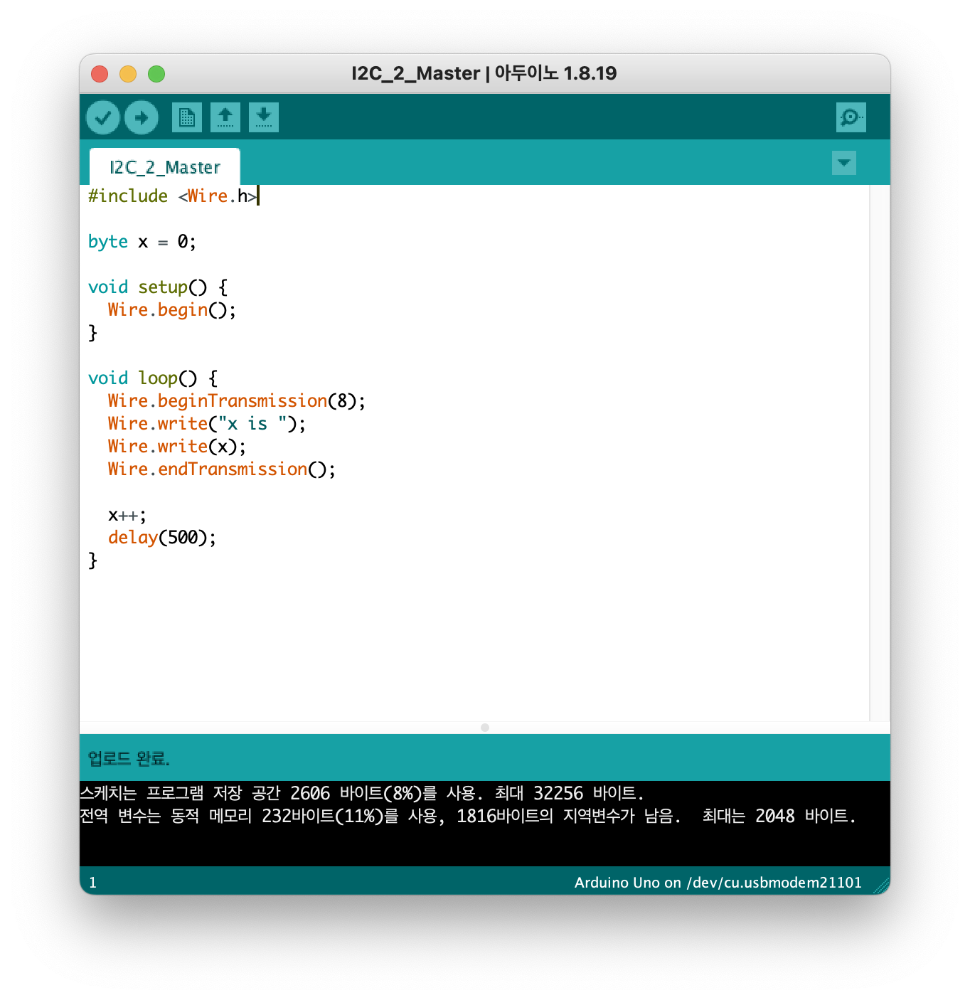 I2C_2_Master | 아두이노 1.8.19
I2C_2_Master
#include <Wire.h>
byte x = 0;
void setup() {
  Wire.begin();
}
void loop() {
  Wire.beginTransmission(8);
  Wire.write("x is ");
  Wire.write(x);
  Wire.endTransmission();
  x++;
  delay(500);
}
업로드 완료.
스케치는 프로그램 저장 공간 2606 바이트(8%)를 사용. 최대 32256 바이트.
전역 변수는 동적 메모리 232바이트(11%)를 사용, 1816바이트의 지역변수가 남음.  최대는 2048 바이트.
1
Arduino Uno on /dev/cu.usbmodem21101